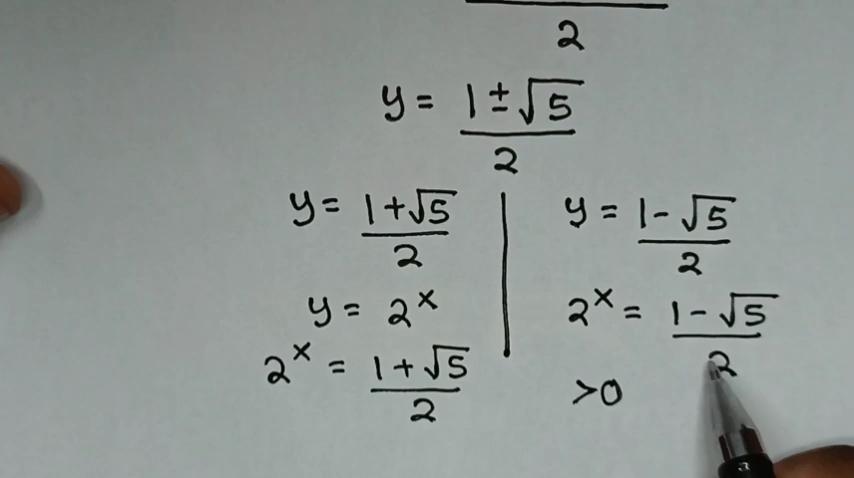 2
y = 1 ± √5 / 2
y = 1 + √5 / 2
y = 2^x
2^x = 1 + √5 / 2
y = 1 - √5 / 2
2^x = 1 - √5 / 2
>0